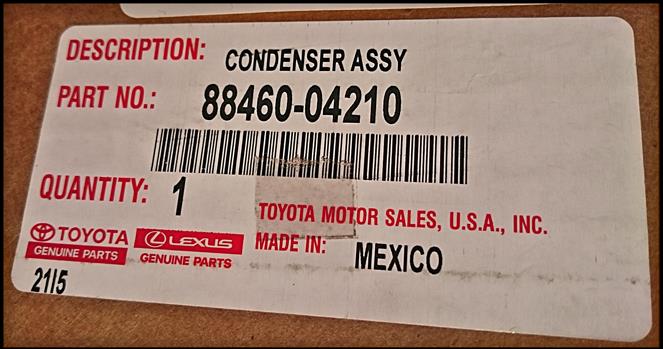 DESCRIPTION: CONDENSER ASSY
PART NO.: 88460-04210
QUANTITY: 1
TOYOTA MOTOR SALES, U.S.A., INC.
TOYOTA
GENUINE PARTS
LEXUS
GENUINE PARTS
MADE IN: MEXICO
21I5